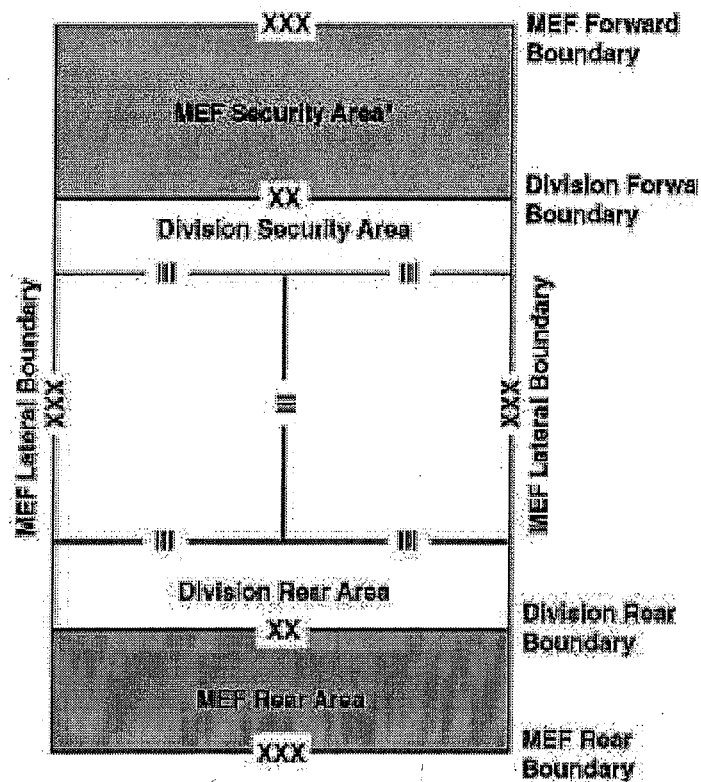 XXX
MEF Forward
Boundary
MEF Security Area*
XX
Division Forwa
Boundary
Division Security Area
III
III
MEF Lateral Boundary
XXX
III
XXX
MEF Lateral Boundary
III
III
Division Rear Area
XX
Division Rear
Boundary
MEF Rear Area
XXX
MEF Rear
Boundary